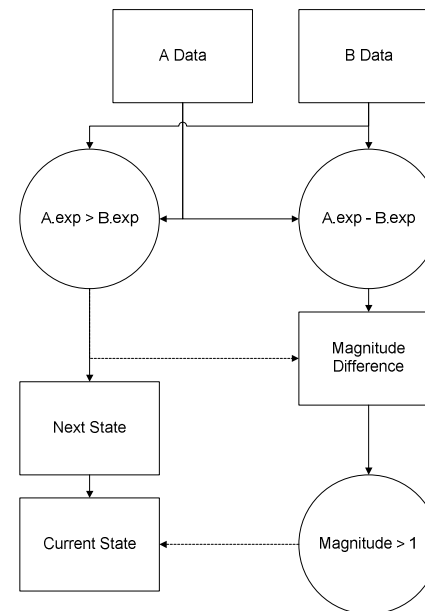 A Data
B Data
A.exp > B.exp
A.exp - B.exp
Magnitude
Difference
Next State
Current State
Magnitude > 1